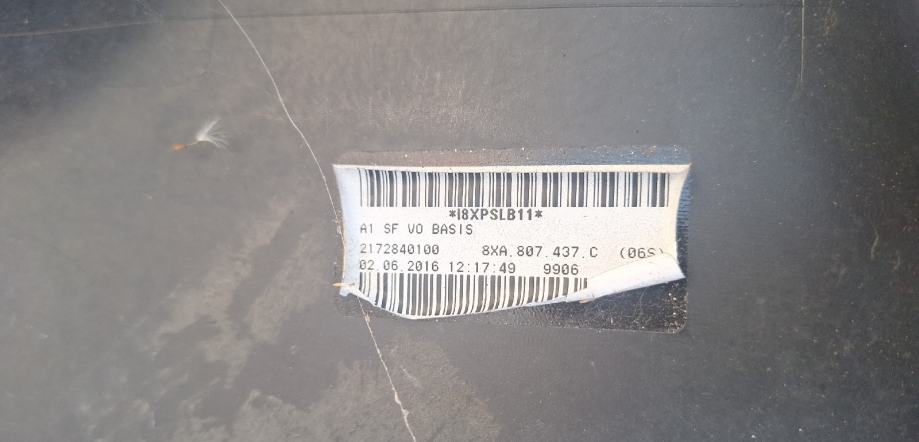 *I8XPSLB11*
A1 SF VO BASIS
2172840100 8XA.807.437.C (06S)
02.06.2016 12:17:49 9906